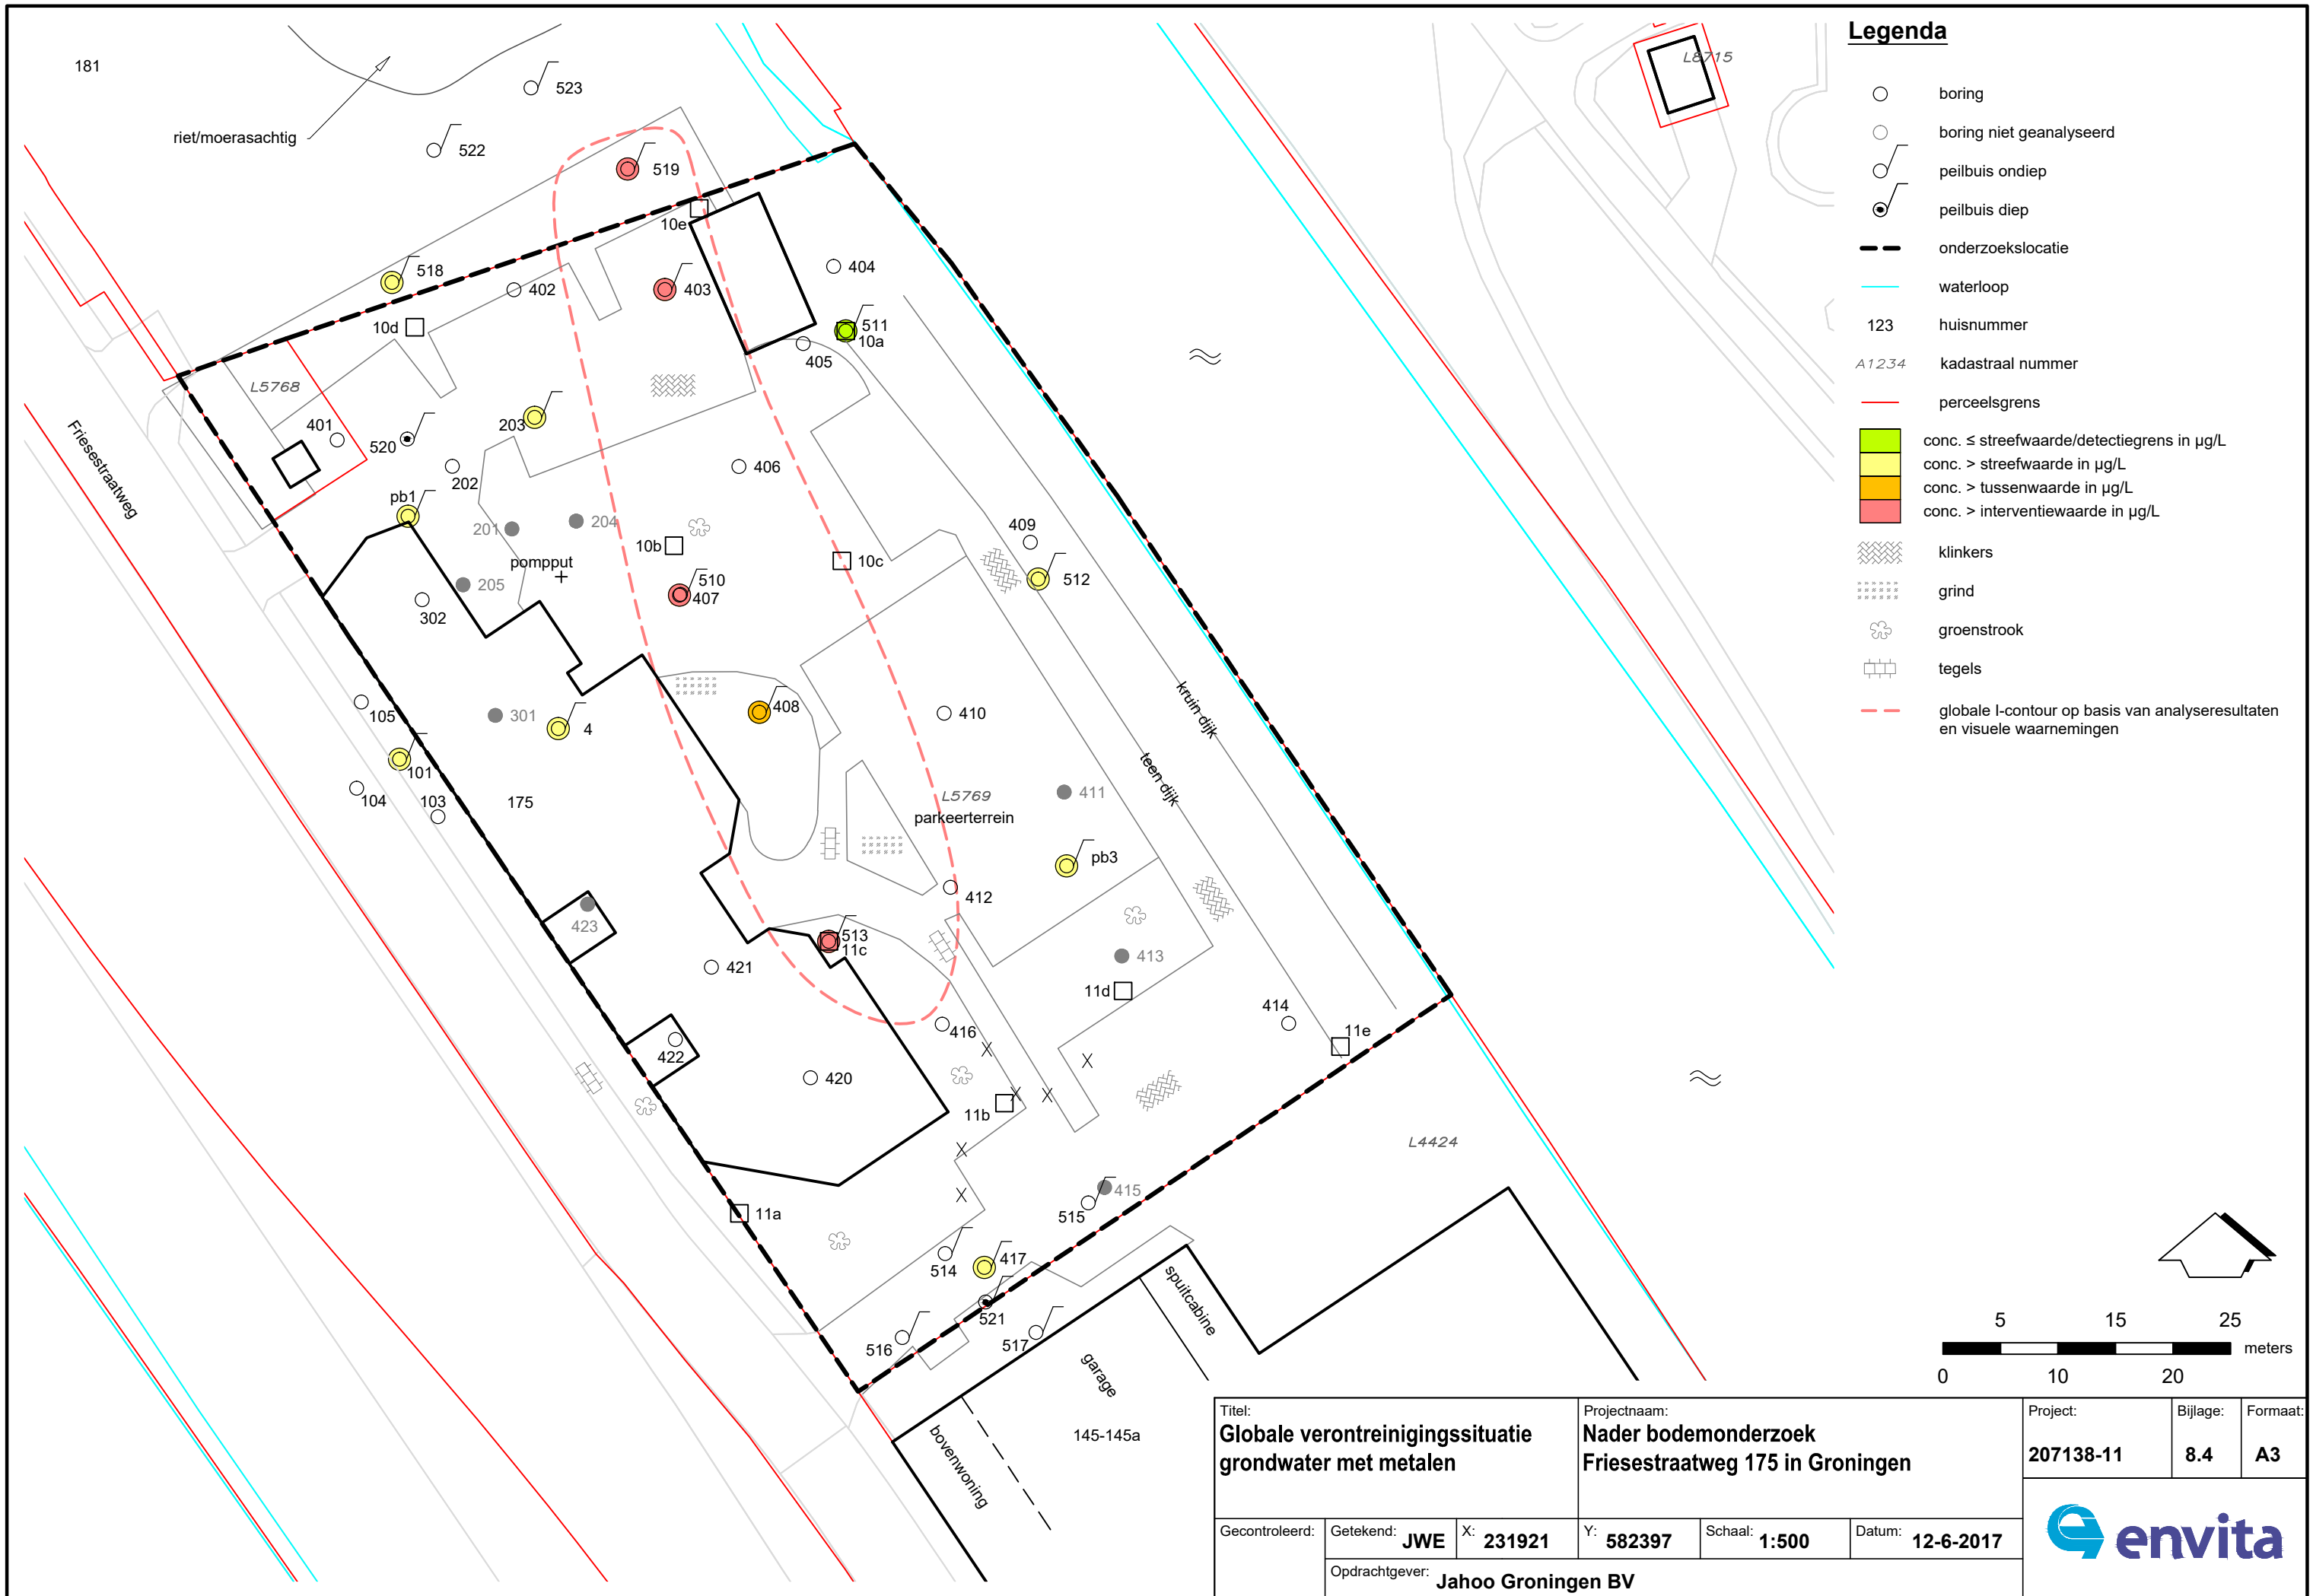 181
riet/moerasachtig
523
522
519
10e
518
402
403
404
10d
511
10a
405
L5768
401
520
203
202
406
pb1
201
204
pompput
10b
10c
409
205
510
407
512
302
Friesestraatweg
105
301
4
408
410
kruin dijk
teen dijk
101
104
103
175
L5769
parkeerterrein
411
pb3
412
423
513
11c
421
413
11d
414
11e
416
422
420
11b
L4424
11a
415
515
514
417
521
516
517
spuitcabine
garage
bovenwoning
145-145a
L8715
Legenda
boring
boring niet geanalyseerd
peilbuis ondiep
peilbuis diep
onderzoekslocatie
waterloop
123 huisnummer
A1234 kadastraal nummer
perceelsgrens
conc. ≤ streefwaarde/detectiegrens in µg/L
conc. > streefwaarde in µg/L
conc. > tussenwaarde in µg/L
conc. > interventiewaarde in µg/L
klinkers
grind
groenstrook
tegels
globale I-contour op basis van analyseresultaten
en visuele waarnemingen
5 15 25
meters
0 10 20
Titel:
Globale verontreinigingssituatie
grondwater met metalen
Projectnaam:
Nader bodemonderzoek
Friesestraatweg 175 in Groningen
Project:
207138-11
Bijlage:
8.4
Formaat:
A3
Gecontroleerd:
Getekend: JWE
X: 231921
Y: 582397
Schaal: 1:500
Datum: 12-6-2017
Opdrachtgever: Jahoo Groningen BV
envita